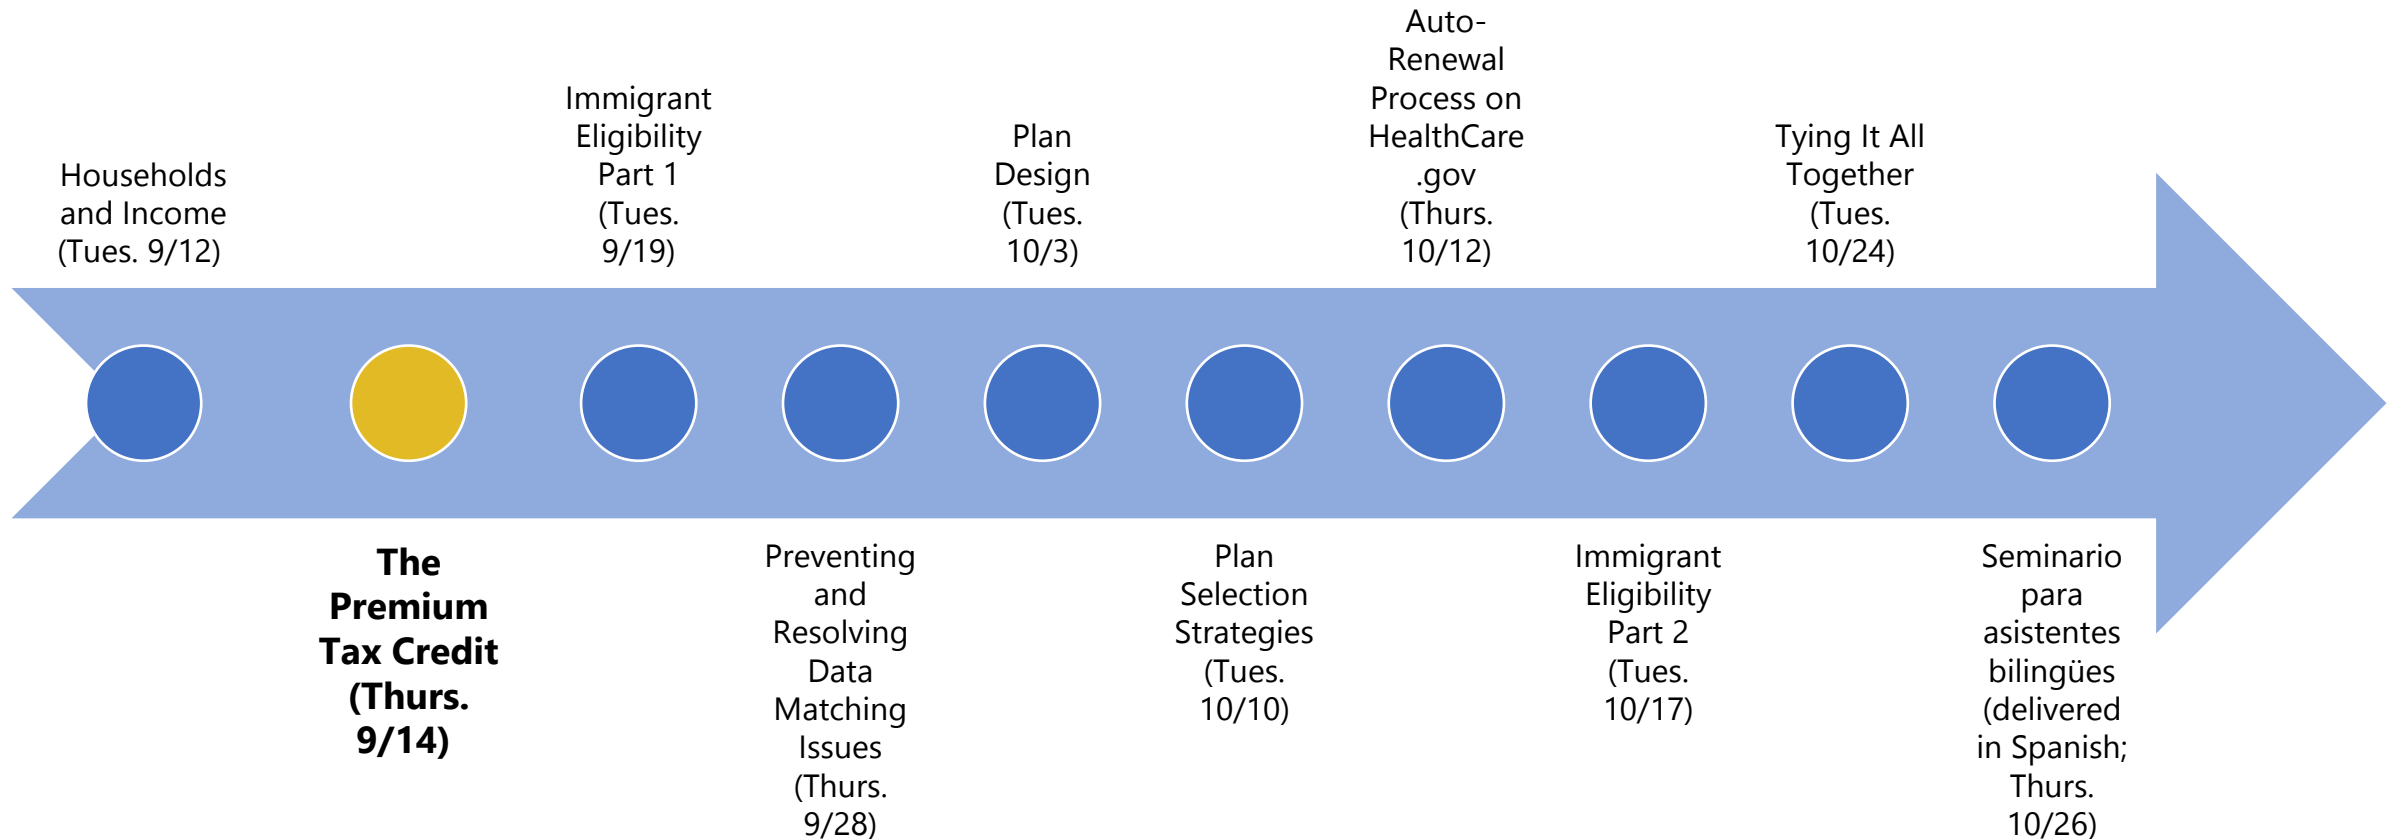 Households
and Income
(Tues. 9/12)
The
Premium
Tax Credit
(Thurs.
9/14)
Immigrant
Eligibility
Part 1
(Tues.
9/19)
Preventing
and
Resolving
Data
Matching
Issues
(Thurs.
9/28)
Plan
Design
(Tues.
10/3)
Plan
Selection
Strategies
(Tues.
10/10)
Auto-
Renewal
Process on
HealthCare
.gov
(Thurs.
10/12)
Immigrant
Eligibility
Part 2
(Tues.
10/17)
Tying It All
Together
(Tues.
10/24)
Seminario
para
asistentes
bilingües
(delivered
in Spanish;
Thurs.
10/26)